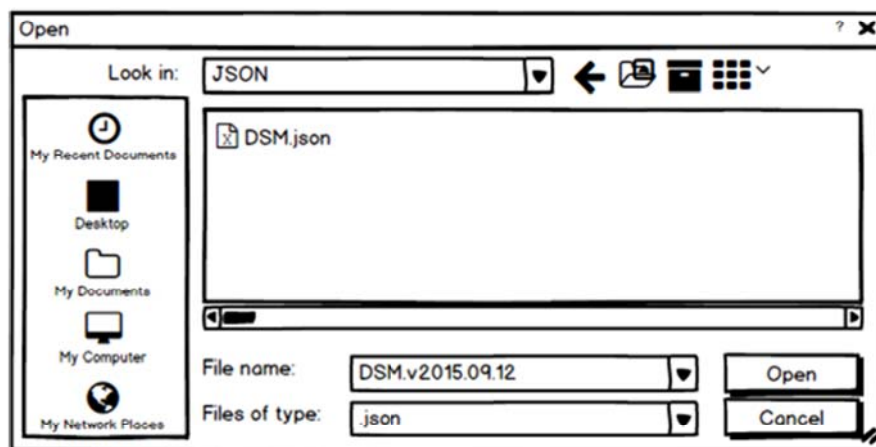 Open ?
Look in: JSON
My Recent Documents
Desktop
My Documents
My Computer
My Network Places
DSM.json
File name: DSM.v2015.09.12 Open
Files of type: .json Cancel